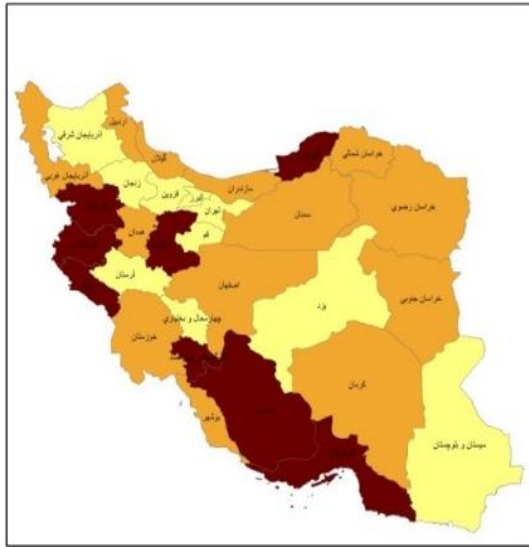 آذربایجان شرقی
اردبیل
گیلان
آذربایجان غربی
زنجان
قزوین
البرز
مازندران
تهران
خراسان شمالی
سمنان
خراسان رضوی
همدان
قم
لرستان
اصفهان
یزد
خراسان جنوبی
چهارمحال و بختیاری
خوزستان
کرمان
بوشهر
سیستان و بلوچستان